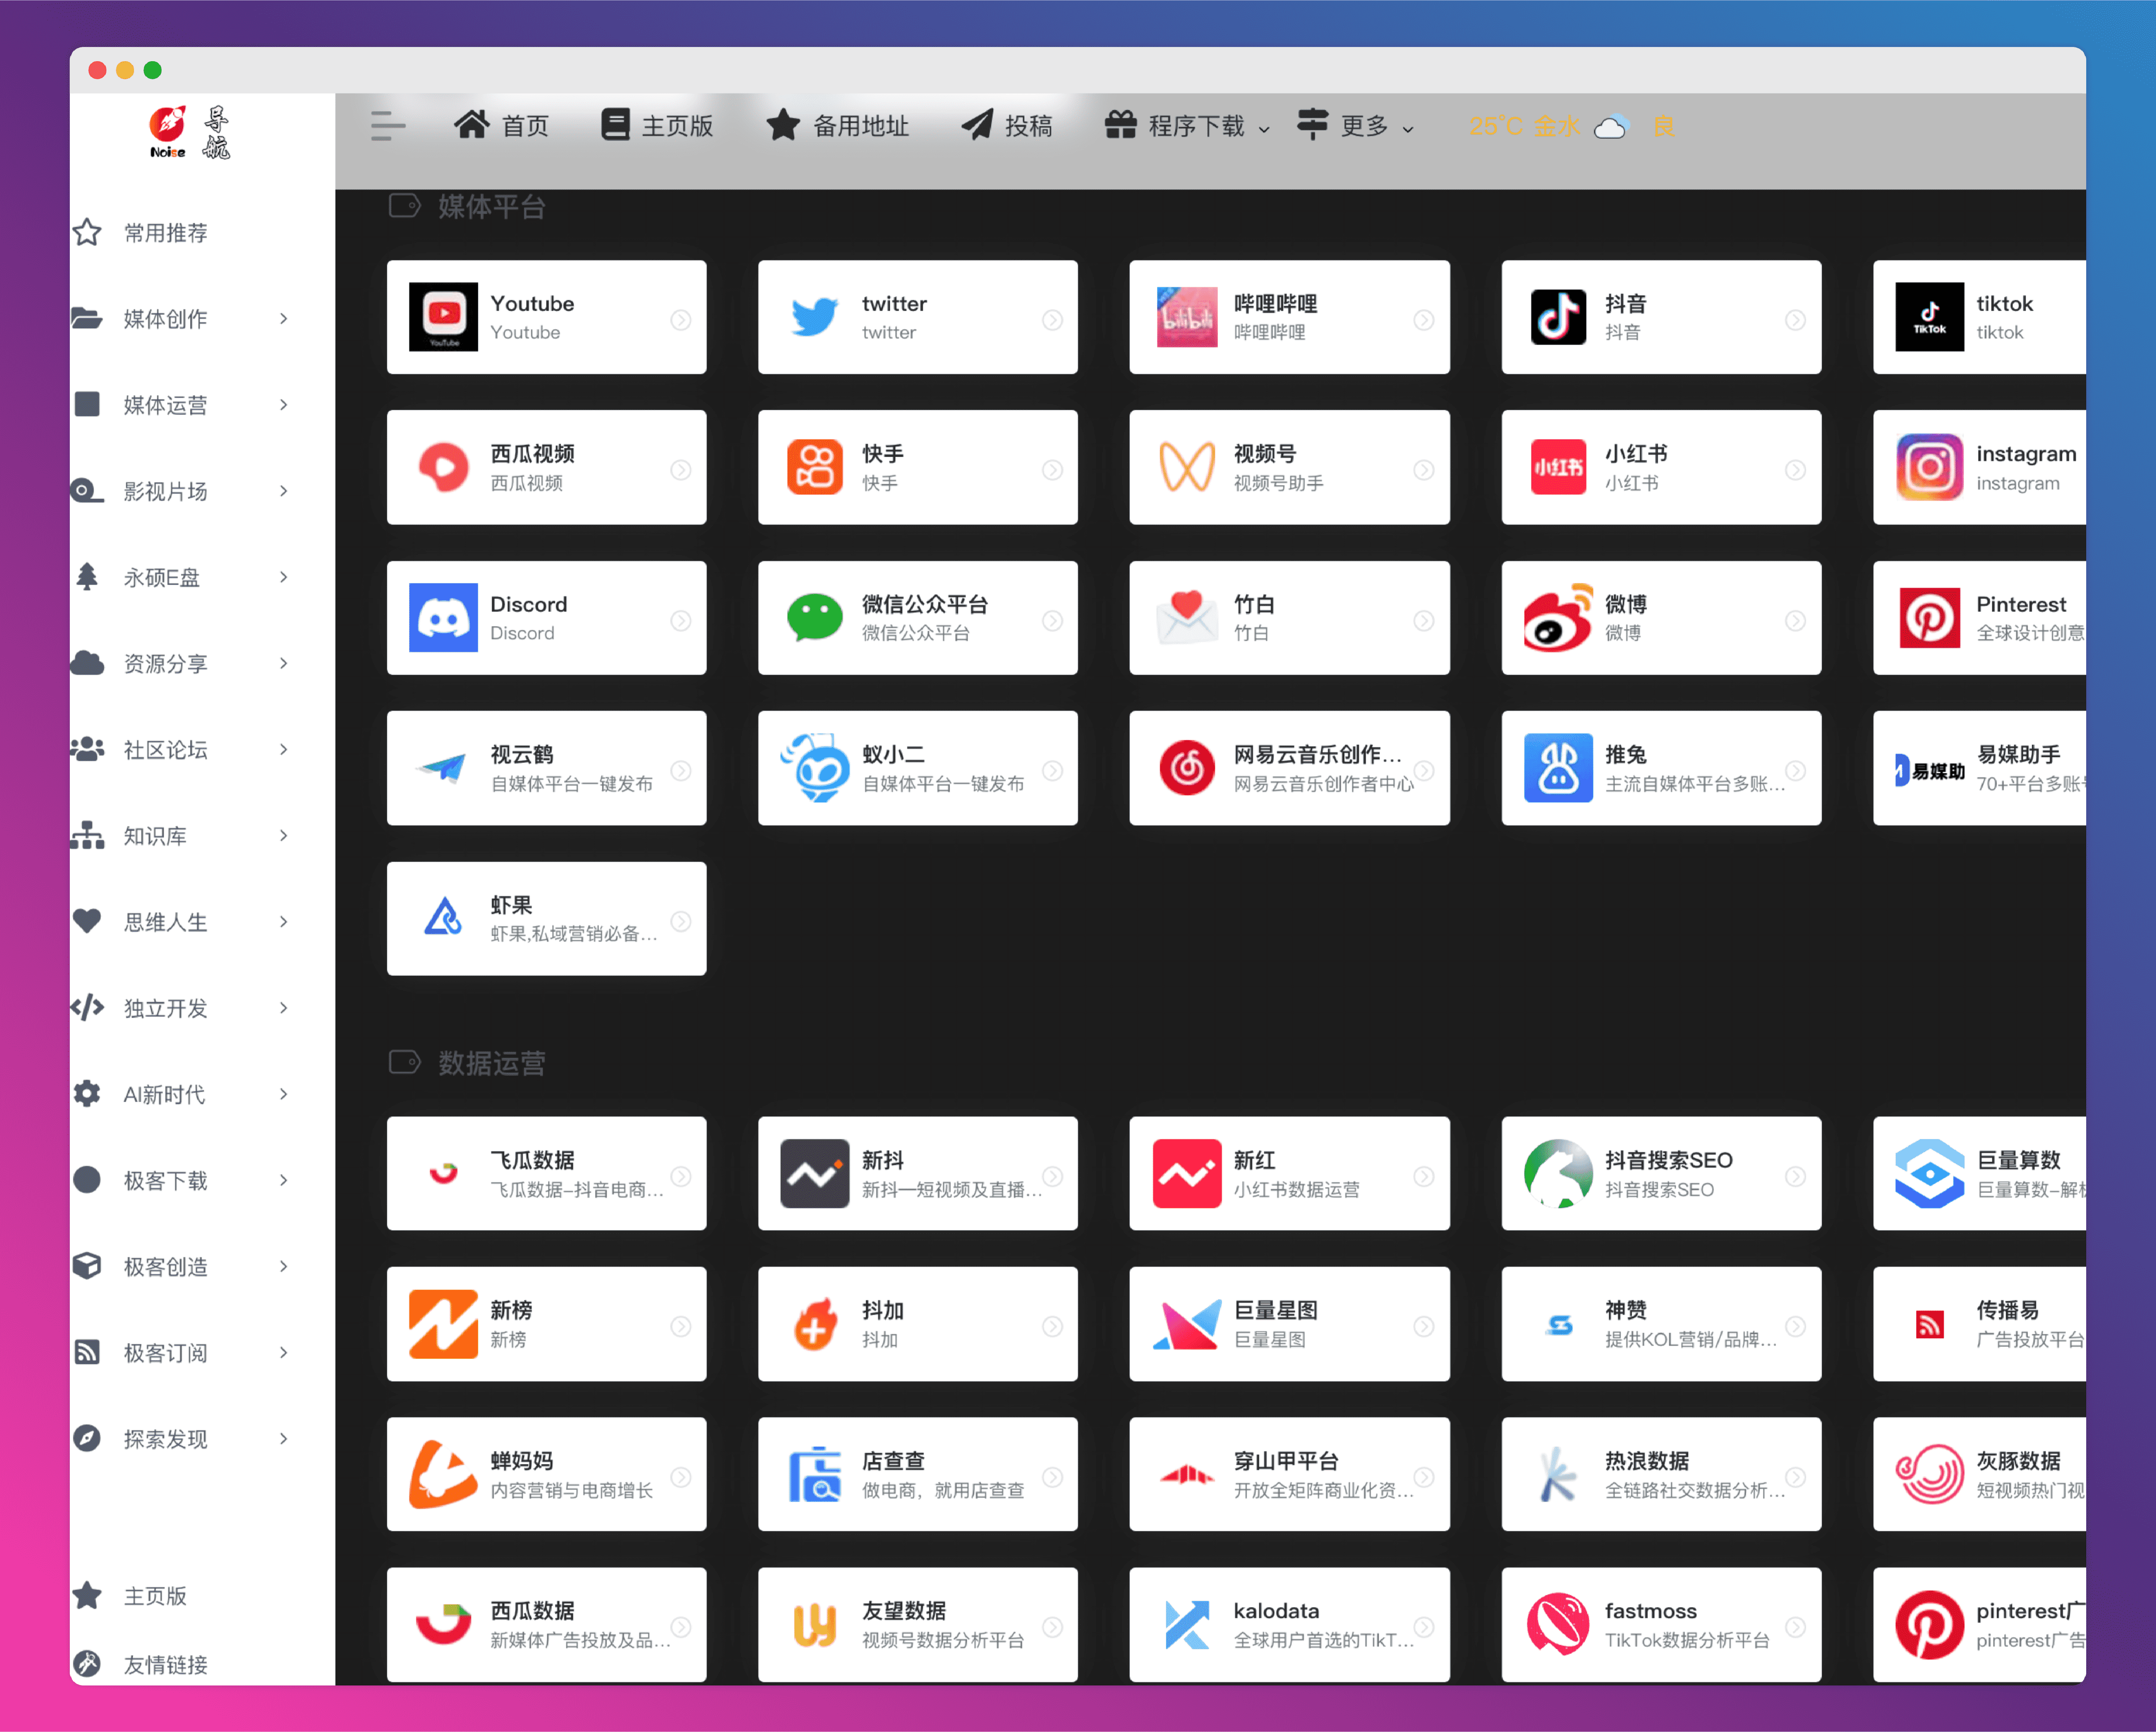 Noise
导航
首页
主页版
备用地址
投稿
程序下载
更多
25°C 金水 良
常用推荐
媒体创作
媒体运营
影视片场
永硕E盘
资源分享
社区论坛
知识库
思维人生
独立开发
AI新时代
极客下载
极客创造
极客订阅
探索发现
主页版
友情链接
媒体平台
YouTube
Youtube
Youtube
twitter
twitter
bilibili
哔哩哔哩
哔哩哔哩
抖音
抖音
TikTok
tiktok
tiktok
西瓜视频
西瓜视频
快手
快手
视频号
视频号助手
小红书
小红书
小红书
instagram
instagram
Discord
Discord
微信公众平台
微信公众平台
竹白
竹白
微博
微博
Pinterest
全球设计创意
视云鹤
自媒体平台一键发布
蚁小二
自媒体平台一键发布
网易云音乐创作...
网易云音乐创作者中心
推兔
主流自媒体平台多账...
易媒助
易媒助手
70+平台多账
虾果
虾果,私域营销必备...
数据运营
飞瓜数据
飞瓜数据-抖音电商...
新抖
新抖—短视频及直播...
新红
小红书数据运营
抖音搜索SEO
抖音搜索SEO
巨量算数
巨量算数-解析
新榜
新榜
抖加
抖加
巨量星图
巨量星图
神赞
提供KOL营销/品牌...
传播易
广告投放平台
蝉妈妈
内容营销与电商增长
店查查
做电商，就用店查查
穿山甲平台
开放全矩阵商业化资...
热浪数据
全链路社交数据分析...
灰豚数据
短视频热门视
西瓜数据
新媒体广告投放及品...
友望数据
视频号数据分析平台
kalodata
全球用户首选的TikT...
fastmoss
TikTok数据分析平台
pinterest广
pinterest广告